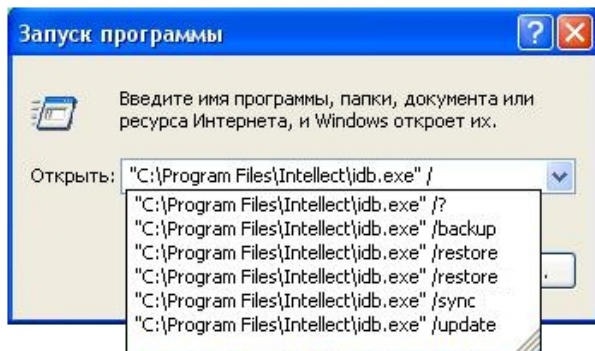 Запуск программы
Введите имя программы, папки, документа или
ресурса Интернета, и Windows откроет их.
Открыть: "C:\Program Files\Intellect\idb.exe" /
"C:\Program Files\Intellect\idb.exe" /?
"C:\Program Files\Intellect\idb.exe" /backup
"C:\Program Files\Intellect\idb.exe" /restore
"C:\Program Files\Intellect\idb.exe" /restore
"C:\Program Files\Intellect\idb.exe" /sync
"C:\Program Files\Intellect\idb.exe" /update